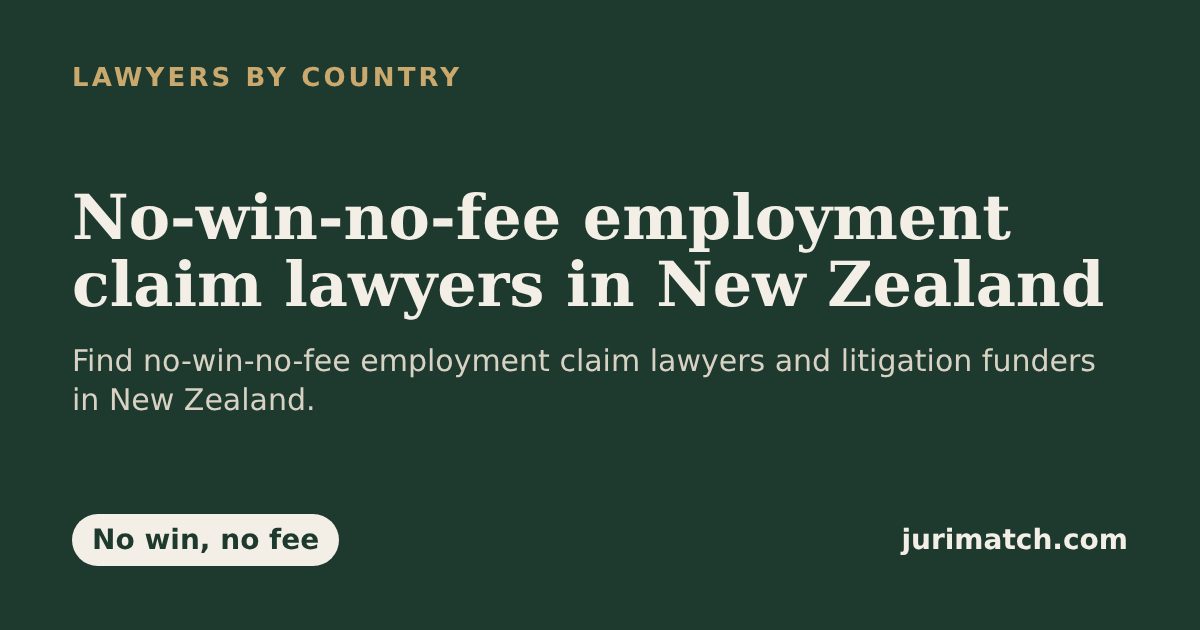 LAWYERS BY COUNTRY
No-win-no-fee employment
claim lawyers in New Zealand
Find no-win-no-fee employment claim lawyers and litigation funders
in New Zealand.
No win, no fee
jurimatch.com